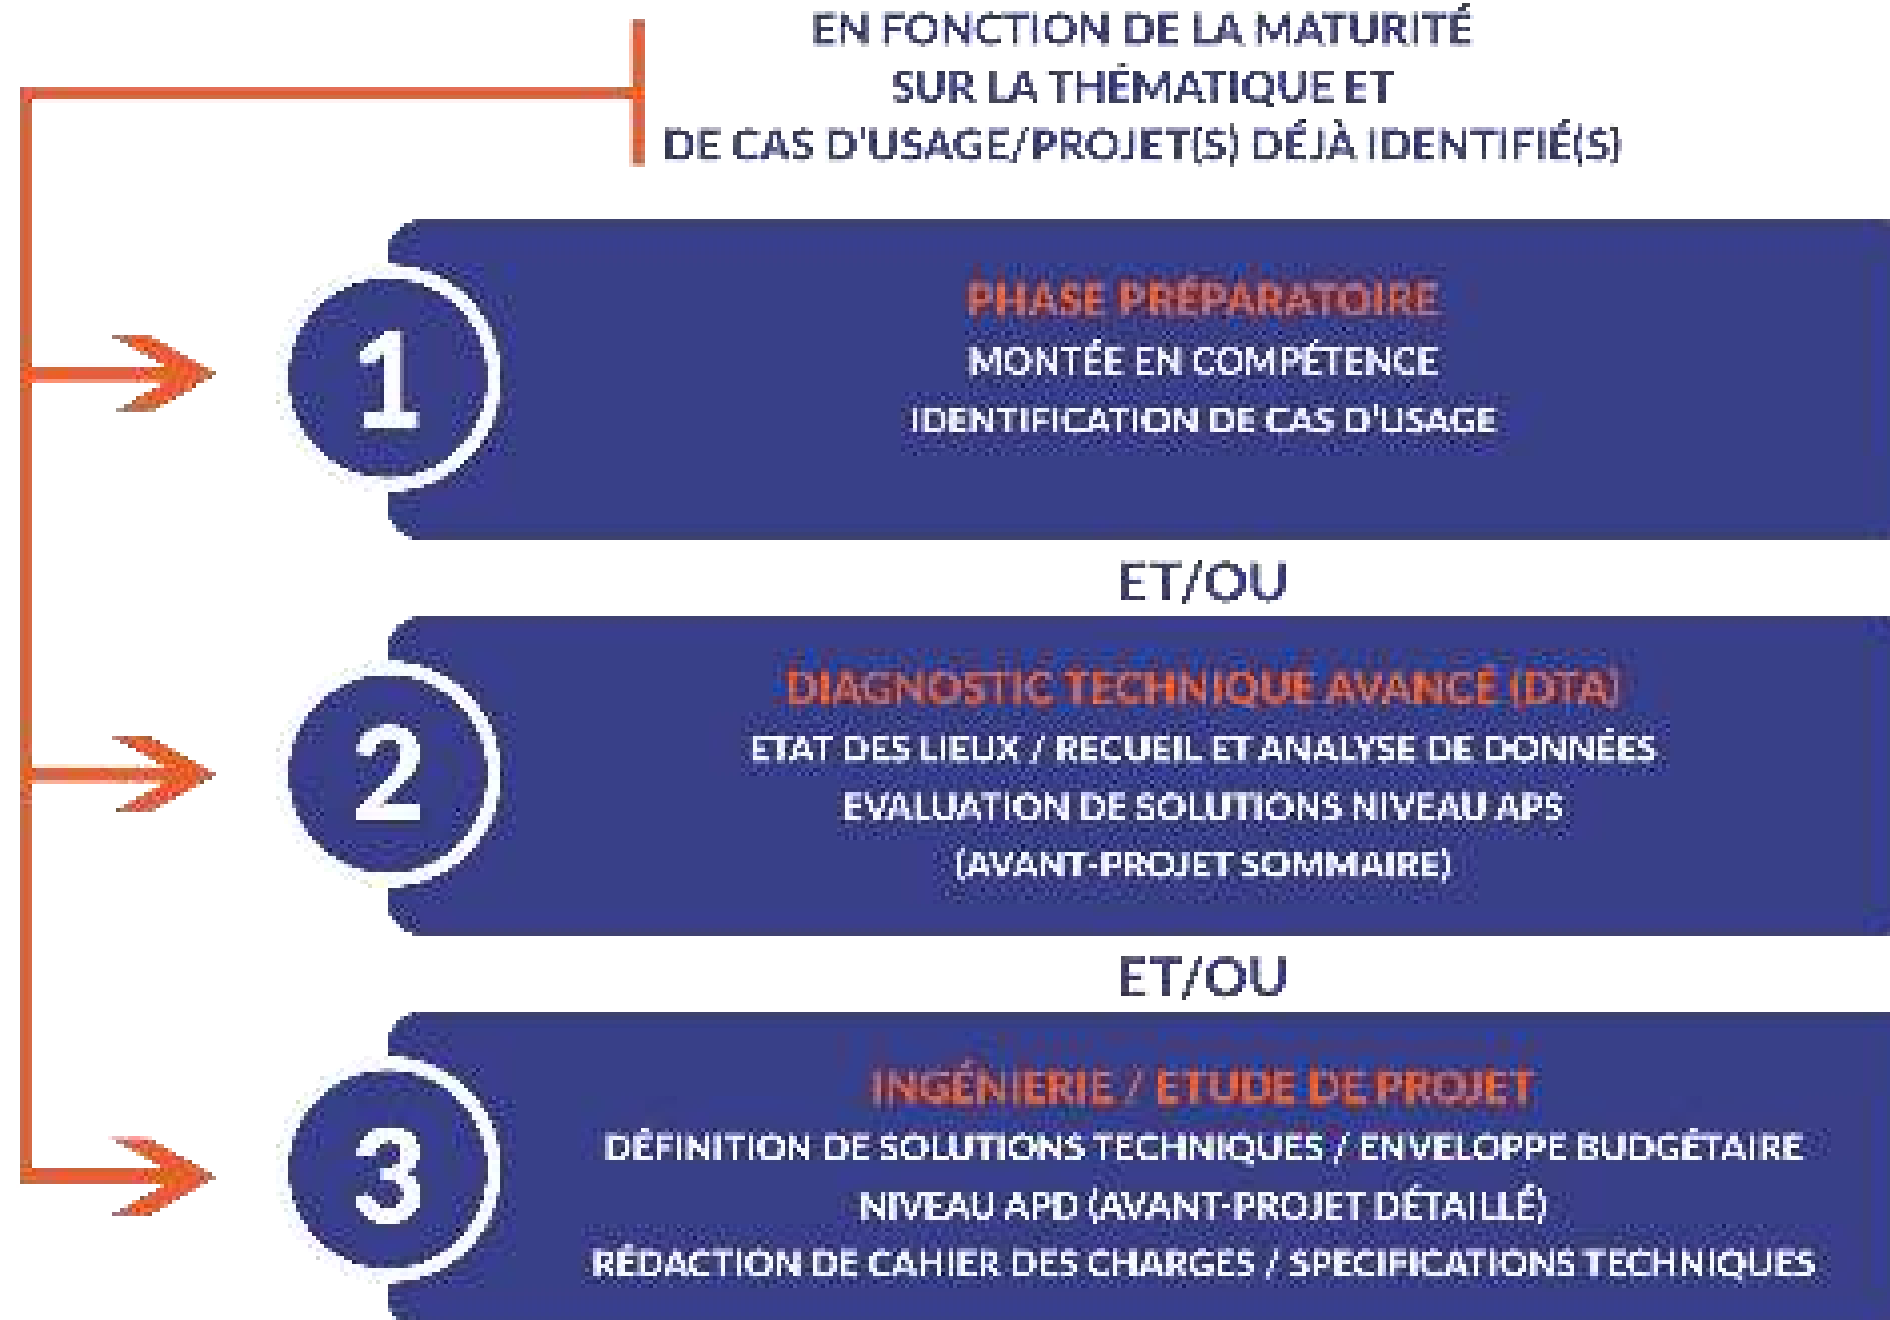 EN FONCTION DE LA MATURITÉ
SUR LA THÉMATIQUE ET
DE CAS D'USAGE/PROJET(S) DÉJÀ IDENTIFIÉ(S)
1
PHASE PRÉPARATOIRE
MONTÉE EN COMPÉTENCE
IDENTIFICATION DE CAS D'USAGE
ET/OU
2
DIAGNOSTIC TECHNIQUE AVANCÉ (DTA)
ETAT DES LIEUX / RECUEIL ET ANALYSE DE DONNÉES
EVALUATION DE SOLUTIONS NIVEAU APS
(AVANT-PROJET SOMMAIRE)
ET/OU
3
INGÉNIERIE / ETUDE DE PROJET
DÉFINITION DE SOLUTIONS TECHNIQUES / ENVELOPPE BUDGÉTAIRE
NIVEAU APD (AVANT-PROJET DÉTAILLÉ)
RÉDACTION DE CAHIER DES CHARGES / SPECIFICATIONS TECHNIQUES